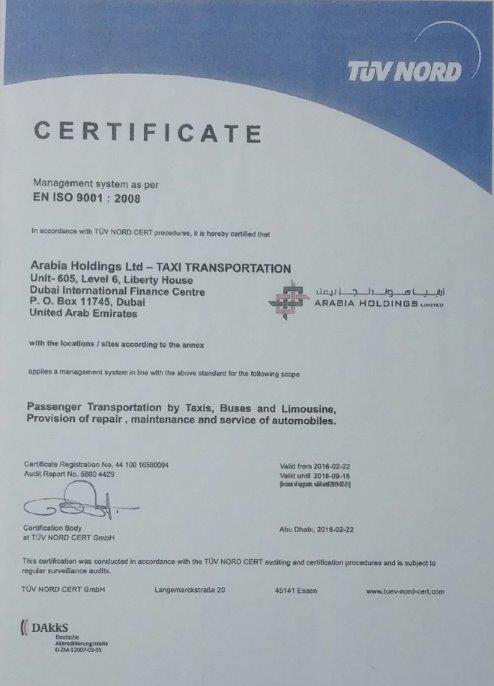 TÜV NORD
CERTIFICATE
Management system as per
EN ISO 9001 : 2008
In accordance with TÜV NORD CERT procedures, it is hereby certified that
Arabia Holdings Ltd – TAXI TRANSPORTATION
Unit- 605, Level 6, Liberty House
Dubai International Finance Centre
P. O. Box 11745, Dubai
United Arab Emirates
ARABIA HOLDINGS LIMITED
with the locations / sites according to the annex
applies a management system in line with the above standard for the following scope
Passenger Transportation by Taxis, Buses and Limousine,
Provision of repair , maintenance and service of automobiles.
Certificate Registration No. 44 100 16580004
Audit Report No. 5800 4429
Valid from 2016-02-22
Valid until 2018-09-15
Certification Body
at TÜV NORD CERT GmbH
Abu Dhabi, 2016-02-22
This certification was conducted in accordance with the TÜV NORD CERT auditing and certification procedures and is subject to
regular surveillance audits.
TÜV NORD CERT GmbH Langemarckstraße 20 45141 Essen www.tuev-nord-cert.com
DAkkS
Deutsche
Akkreditierungsstelle
D-ZM-12007-01-01